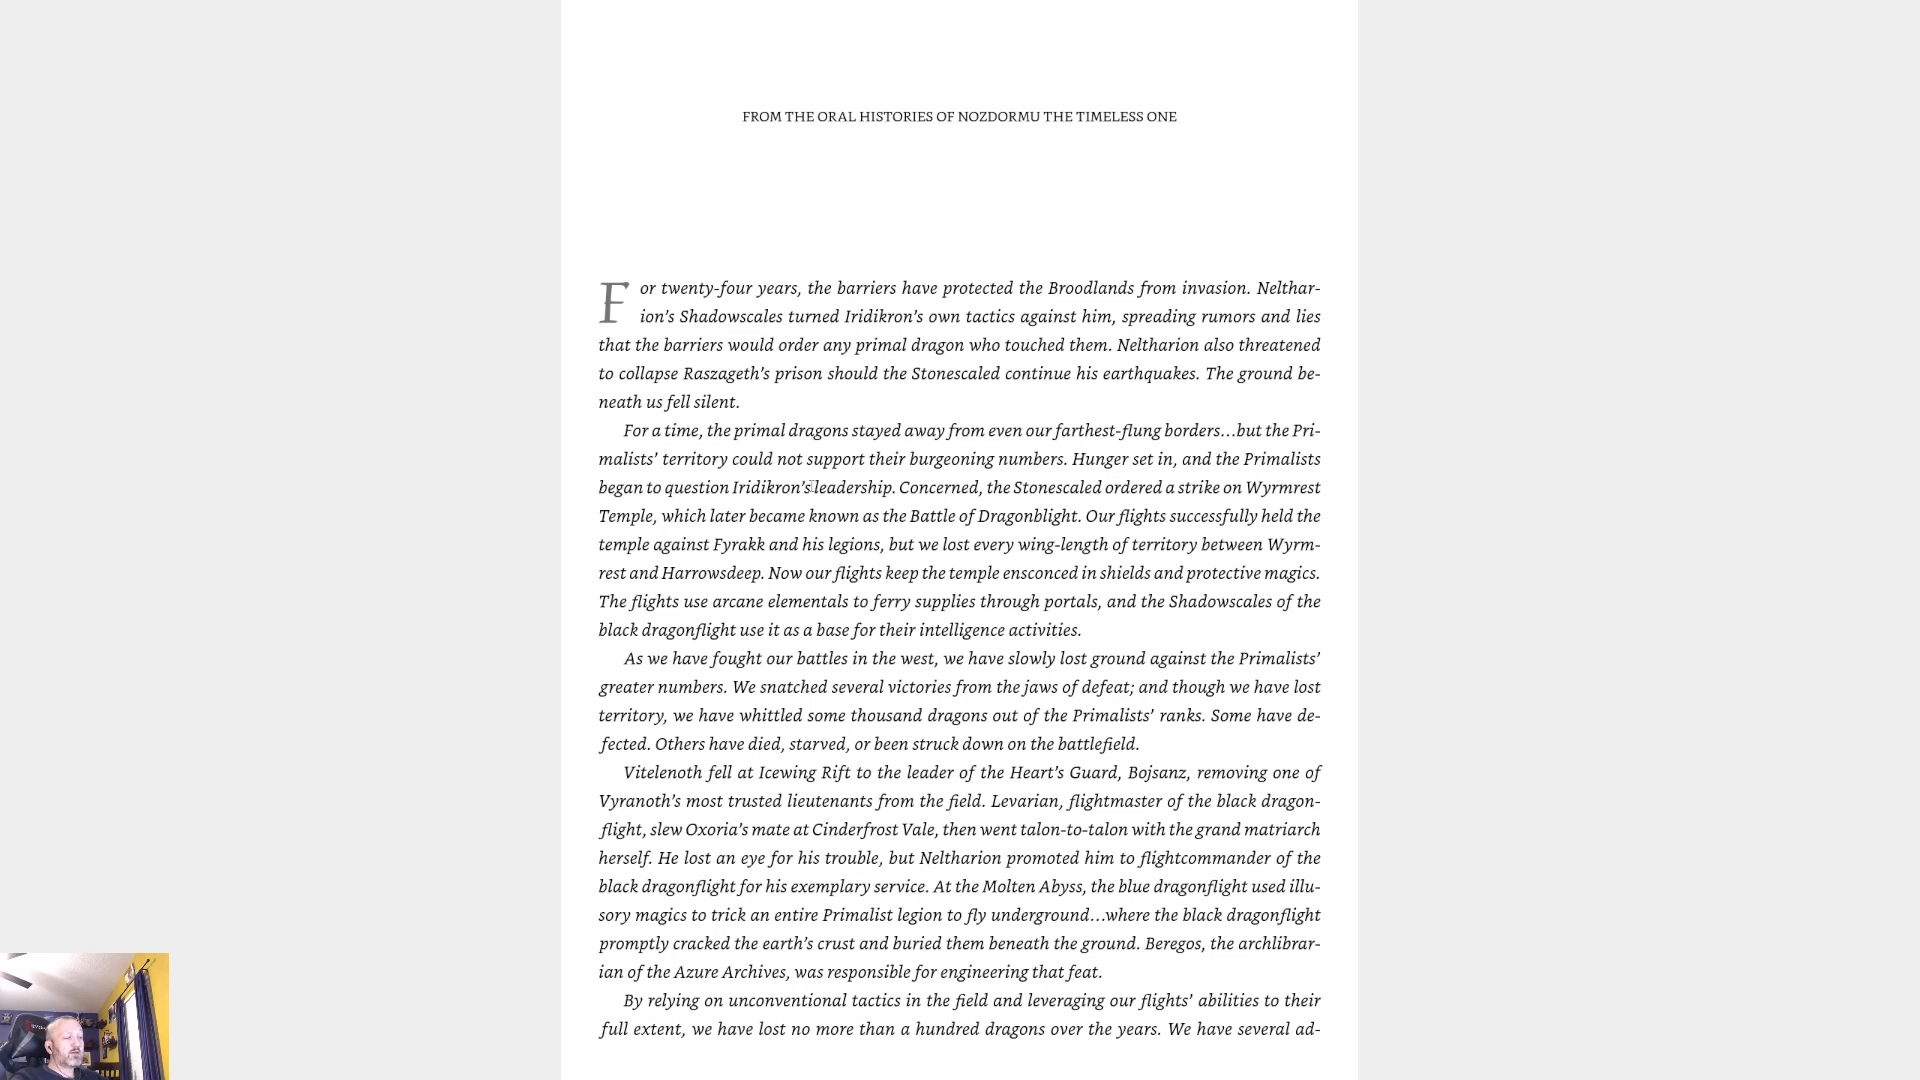 FROM THE ORAL HISTORIES OF NOZDORMU THE TIMELESS ONE
For twenty-four years, the barriers have protected the Broodlands from invasion. Nelthar-
ion’s Shadowscales turned Iridikron’s own tactics against him, spreading rumors and lies
that the barriers would order any primal dragon who touched them. Neltharion also threatened
to collapse Raszageth’s prison should the Stonescaled continue his earthquakes. The ground be-
neath us fell silent.
For a time, the primal dragons stayed away from even our farthest-flung borders…but the Pri-
malists’ territory could not support their burgeoning numbers. Hunger set in, and the Primalists
began to question Iridikron’s leadership. Concerned, the Stonescaled ordered a strike on Wyrmrest
Temple, which later became known as the Battle of Dragonblight. Our flights successfully held the
temple against Fyrakk and his legions, but we lost every wing-length of territory between Wyrm-
rest and Harrowsdeep. Now our flights keep the temple ensconced in shields and protective magics.
The flights use arcane elementals to ferry supplies through portals, and the Shadowscales of the
black dragonflight use it as a base for their intelligence activities.
As we have fought our battles in the west, we have slowly lost ground against the Primalists’
greater numbers. We snatched several victories from the jaws of defeat; and though we have lost
territory, we have whittled some thousand dragons out of the Primalists’ ranks. Some have de-
fected. Others have died, starved, or been struck down on the battlefield.
Vitelenoth fell at Icewing Rift to the leader of the Heart’s Guard, Bojsanz, removing one of
Vyranoth’s most trusted lieutenants from the field. Levarian, flightmaster of the black dragon-
flight, slew Oxoria’s mate at Cinderfrost Vale, then went talon-to-talon with the grand matriarch
herself. He lost an eye for his trouble, but Neltharion promoted him to flightcommander of the
black dragonflight for his exemplary service. At the Molten Abyss, the blue dragonflight used illu-
sory magics to trick an entire Primalist legion to fly underground…where the black dragonflight
promptly cracked the earth’s crust and buried them beneath the ground. Beregos, the archlibrar-
ian of the Azure Archives, was responsible for engineering that feat.
By relying on unconventional tactics in the field and leveraging our flights’ abilities to their
full extent, we have lost no more than a hundred dragons over the years. We have several ad-